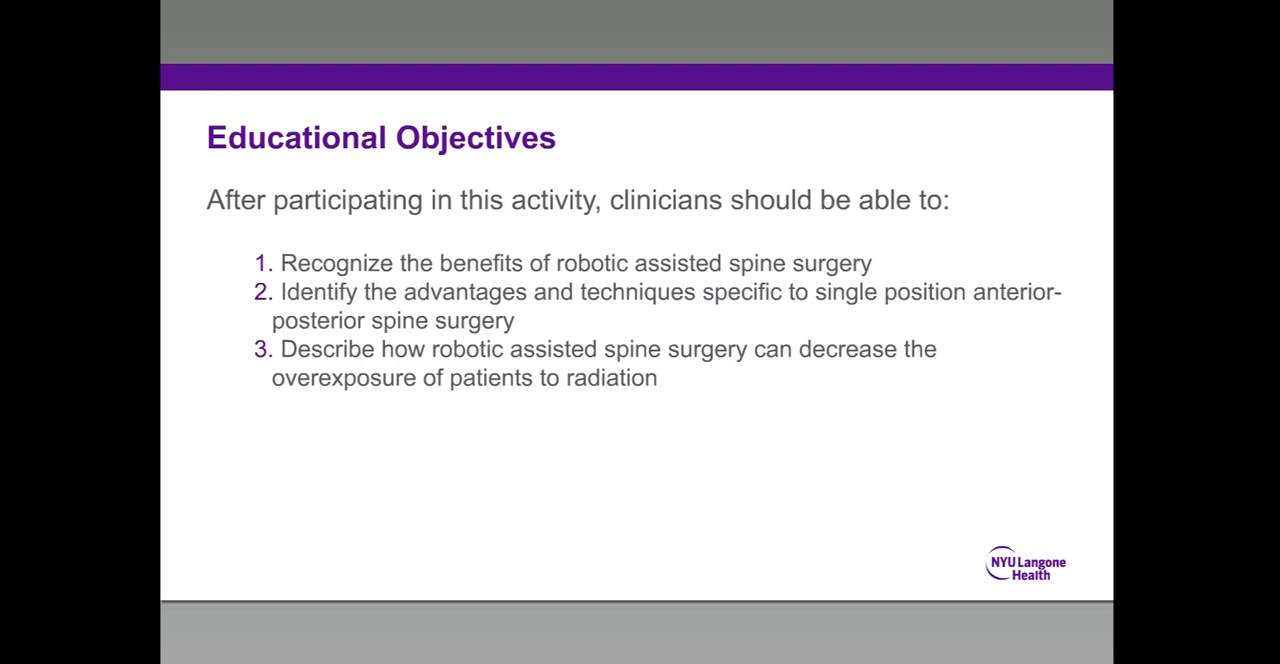 Educational Objectives
After participating in this activity, clinicians should be able to:
1. Recognize the benefits of robotic assisted spine surgery
2. Identify the advantages and techniques specific to single position anterior-
posterior spine surgery
3. Describe how robotic assisted spine surgery can decrease the
overexposure of patients to radiation
NYU Langone
Health